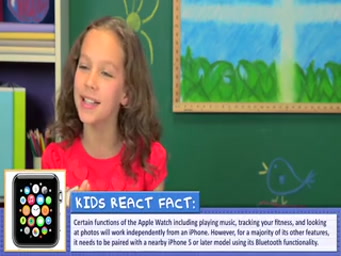 KIDS REACT FACT:
Certain functions of the Apple Watch including playing music, tracking your fitness, and looking
at photos will work independently from an iPhone. However, for a majority of its other features,
it needs to be paired with a nearby iPhone 5 or later model using its Bluetooth functionality.